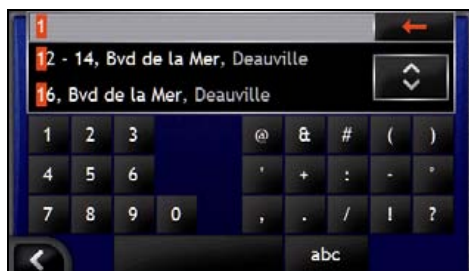 1
12 - 14, Bvd de la Mer, Deauville
16, Bvd de la Mer, Deauville
1 2 3 @ & # ( )
4 5 6 ' + : - °
7 8 9 0 , . / ! ?
abc